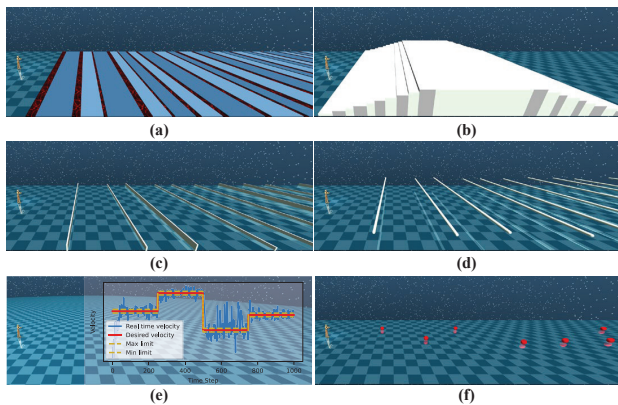 (a)
(b)
(c)
(d)
Velocity
Real time velocity
Desired velocity
Max limit
Min limit
0
200
400
600
800
1000
Time Step
(e)
(f)